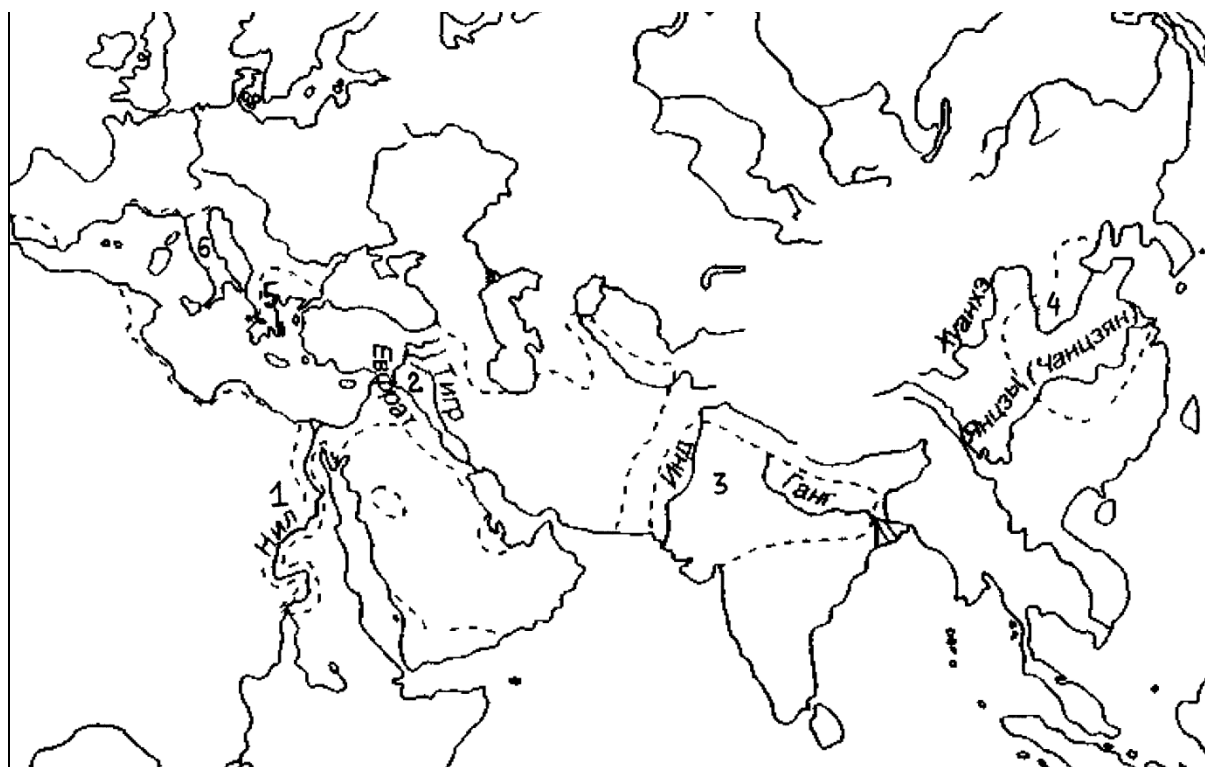 6
5
Хуанхэ
4
Янцзы (Чанцзян)
Евфрат
2
Тигр
Инд
3
Ганг
1
Нил